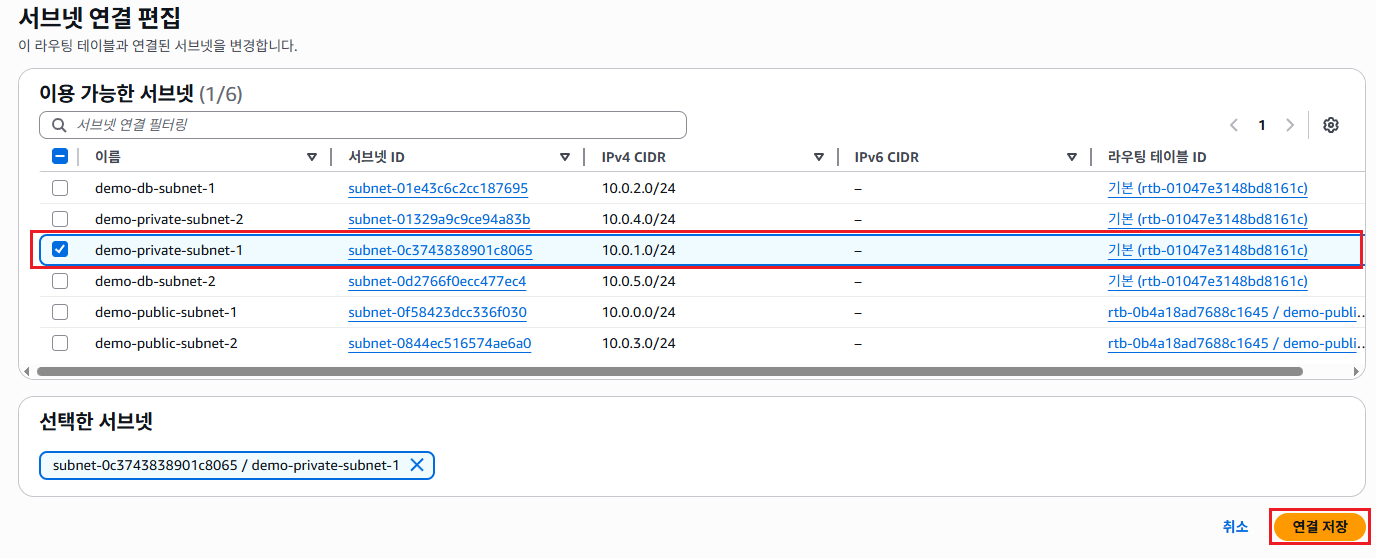 서브넷 연결 편집
이 라우팅 테이블과 연결된 서브넷을 변경합니다.
이용 가능한 서브넷 (1/6)
서브넷 연결 필터링
1
이름 서브넷 ID IPv4 CIDR IPv6 CIDR 라우팅 테이블 ID
demo-db-subnet-1 subnet-01e43c6c2cc187695 10.0.2.0/24 – 기본 (rtb-01047e3148bd8161c)
demo-private-subnet-2 subnet-01329a9c9ce94a83b 10.0.4.0/24 – 기본 (rtb-01047e3148bd8161c)
demo-private-subnet-1 subnet-0c3743838901c8065 10.0.1.0/24 – 기본 (rtb-01047e3148bd8161c)
demo-db-subnet-2 subnet-0d2766f0ecc477ec4 10.0.5.0/24 – 기본 (rtb-01047e3148bd8161c)
demo-public-subnet-1 subnet-0f58423dcc336f030 10.0.0.0/24 – rtb-0b4a18ad7688c1645 / demo-publi…
demo-public-subnet-2 subnet-0844ec516574ae6a0 10.0.3.0/24 – rtb-0b4a18ad7688c1645 / demo-publi…
선택한 서브넷
subnet-0c3743838901c8065 / demo-private-subnet-1
취소 연결 저장